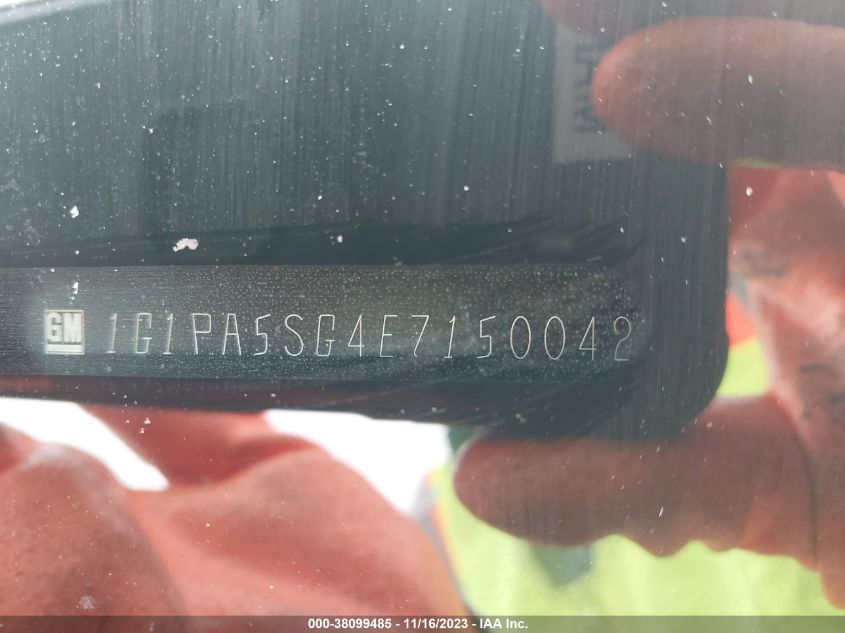 GM 1G1PA5SG4E7150042
000-38099485 - 11/16/2023 - IAA Inc.